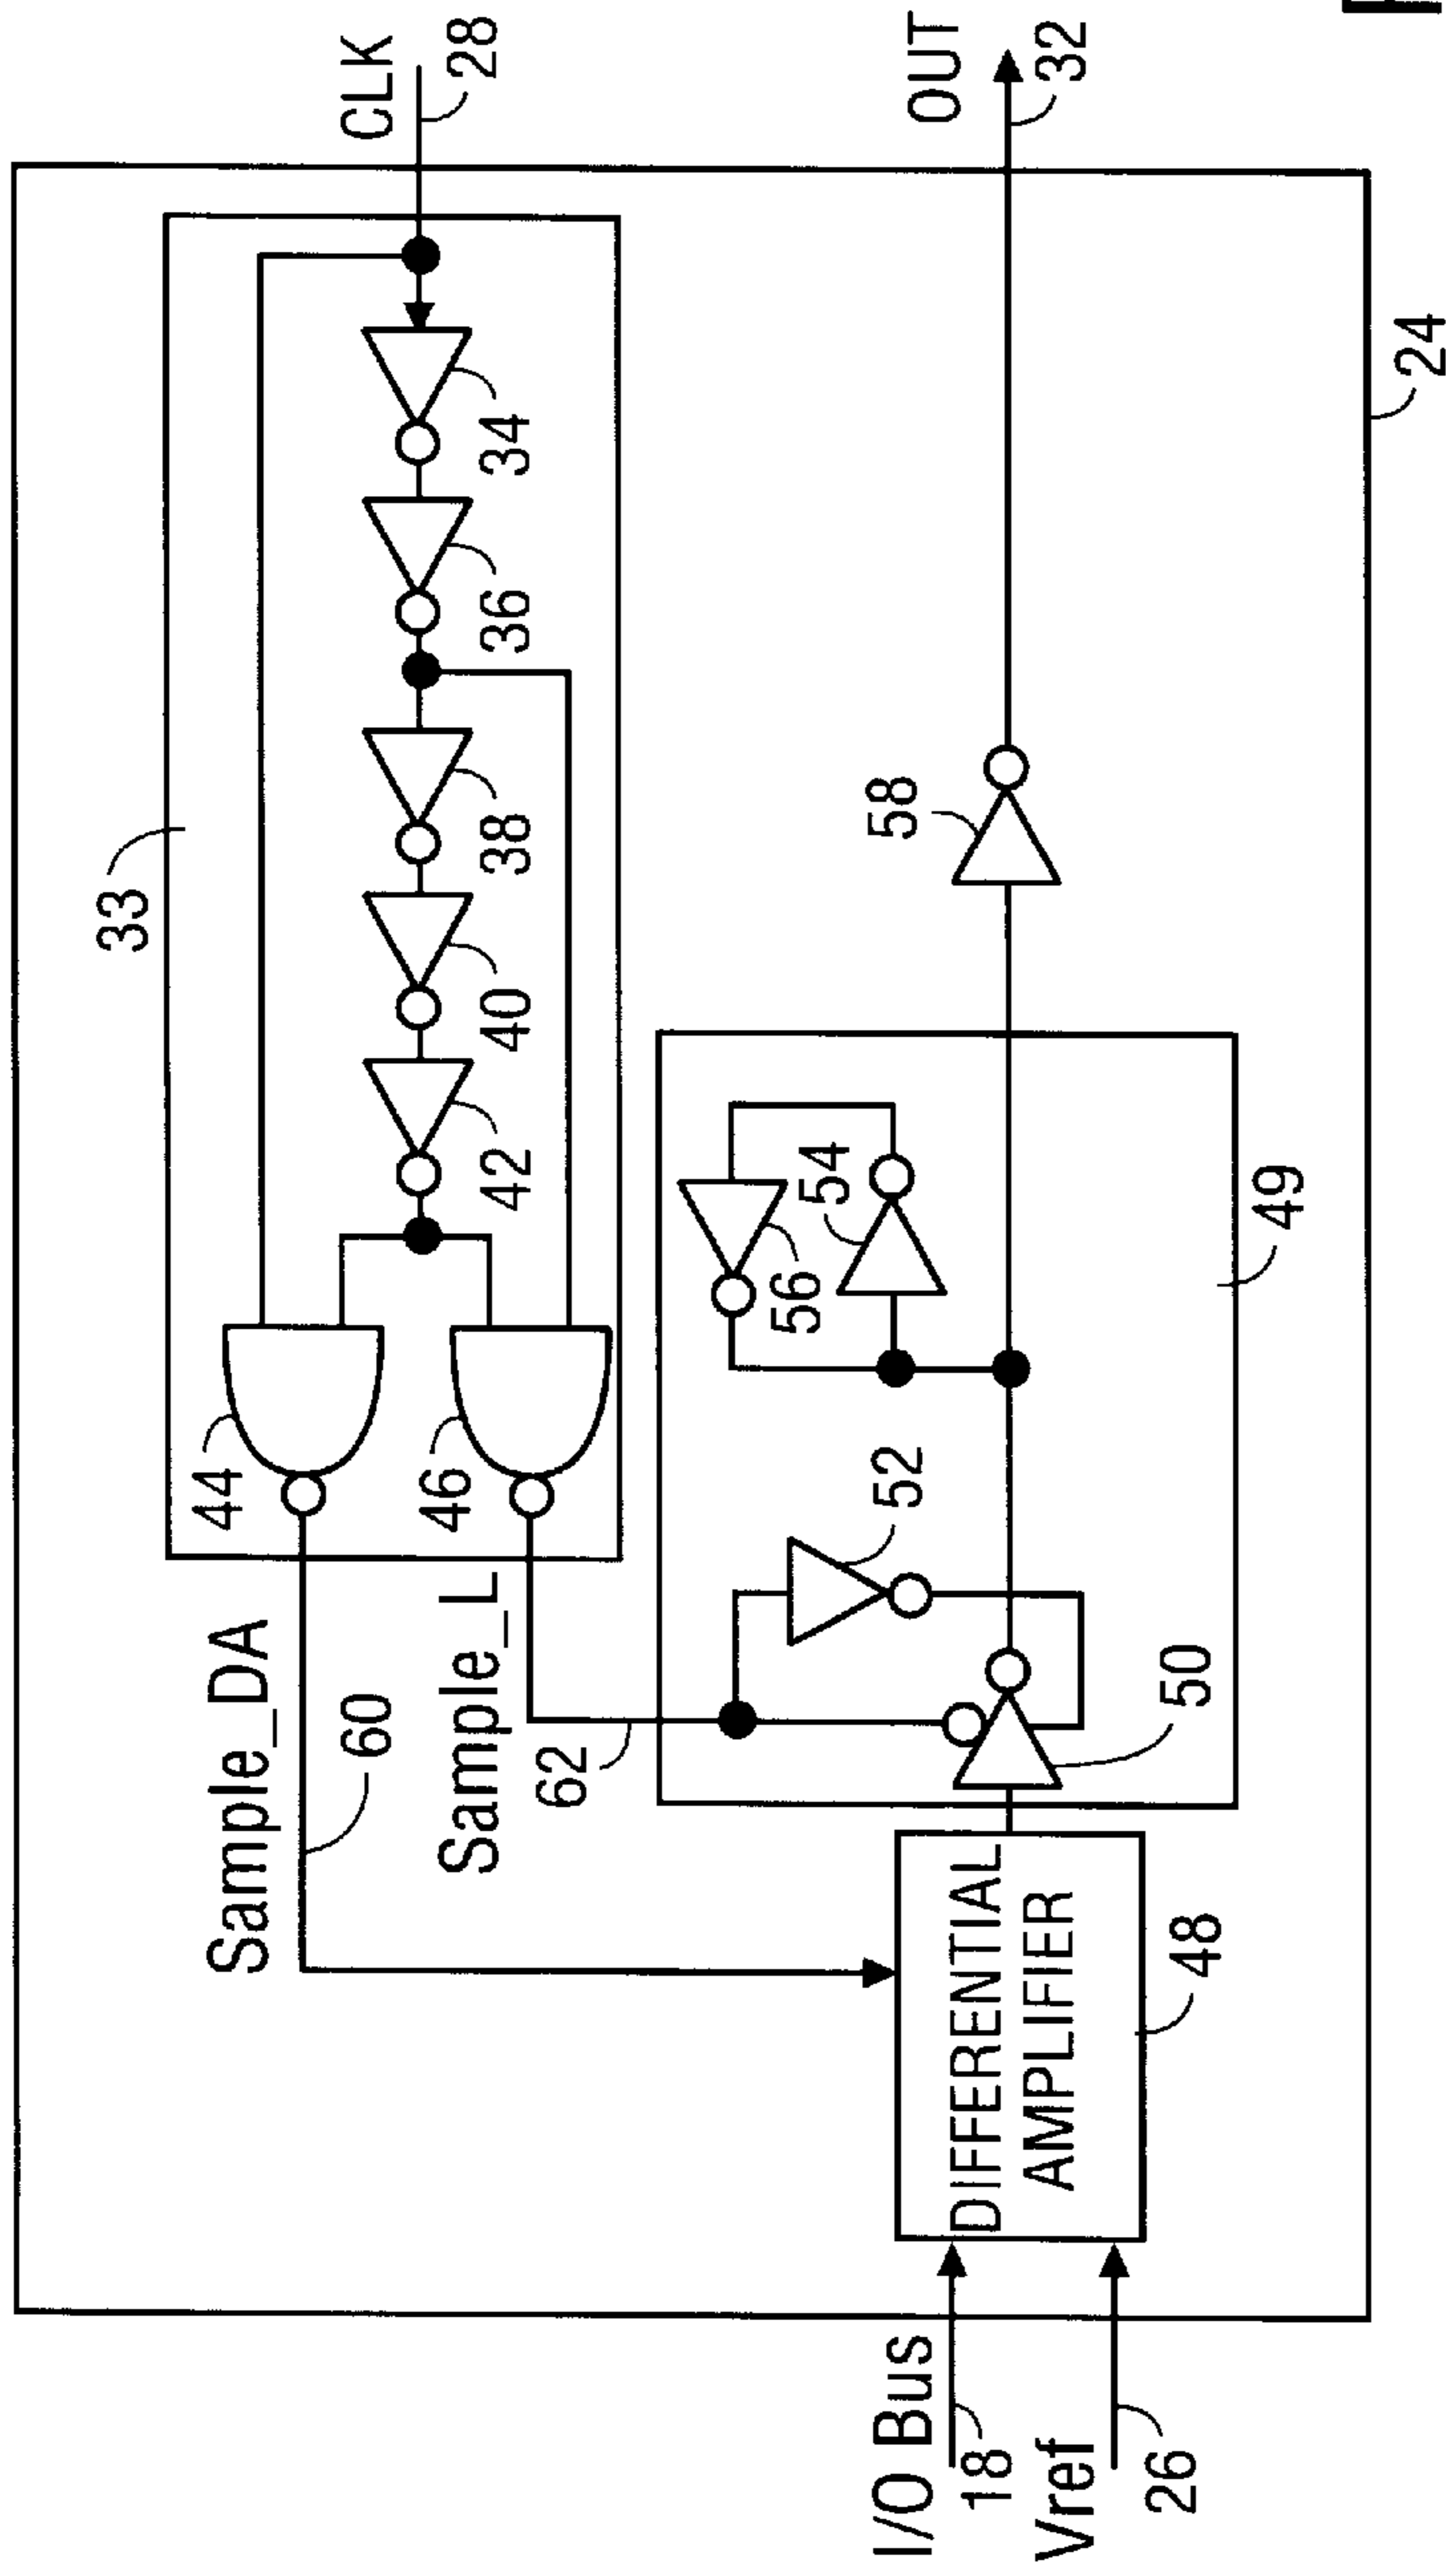 33
CLK
28
44
42
40
38
36
34
46
Sample_DA
60
Sample_L
62
52
56
54
58
OUT
32
I/O Bus
18
Vref
26
DIFFERENTIAL
AMPLIFIER
48
50
49
24